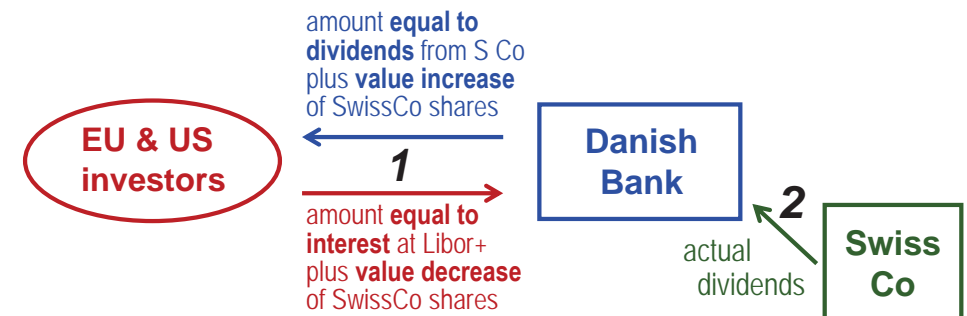 amount equal to
dividends from S Co
plus value increase
of SwissCo shares
EU & US
investors
1
Danish
Bank
2
amount equal to
interest at Libor+
plus value decrease
of SwissCo shares
actual
dividends
Swiss
Co